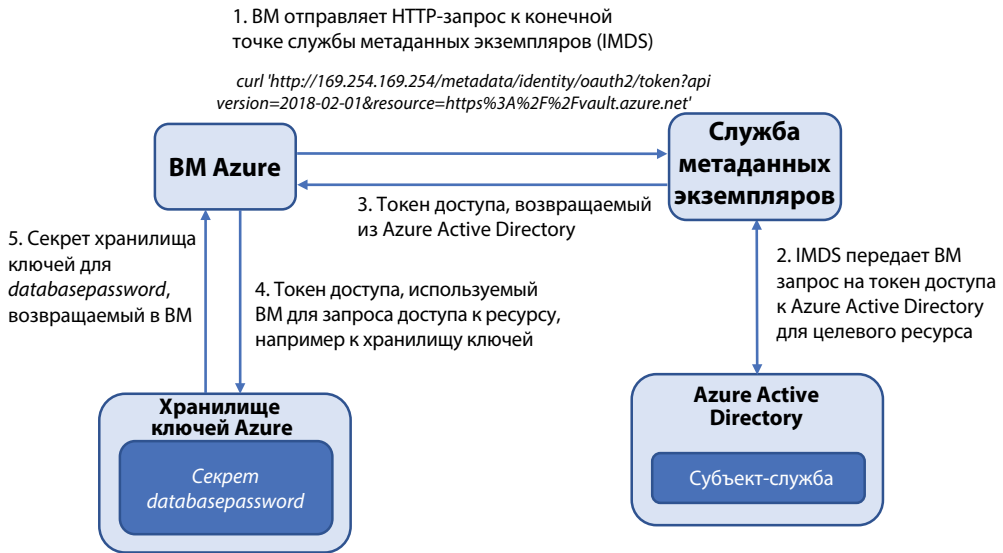 1. ВМ отправляет HTTP-запрос к конечной
точке службы метаданных экземпляров (IMDS)
curl 'http://169.254.169.254/metadata/identity/oauth2/token?api
version=2018-02-01&resource=https%3A%2F%2Fvault.azure.net'
ВМ Azure
Служба
метаданных
экземпляров
3. Токен доступа, возвращаемый
из Azure Active Directory
5. Секрет хранилища
ключей для
databasepassword,
возвращаемый в ВМ
4. Токен доступа, используемый
ВМ для запроса доступа к ресурсу,
например к хранилищу ключей
2. IMDS передает ВМ
запрос на токен доступа
к Azure Active Directory
для целевого ресурса
Хранилище
ключей Azure
Секрет
databasepassword
Azure Active
Directory
Субъект-служба